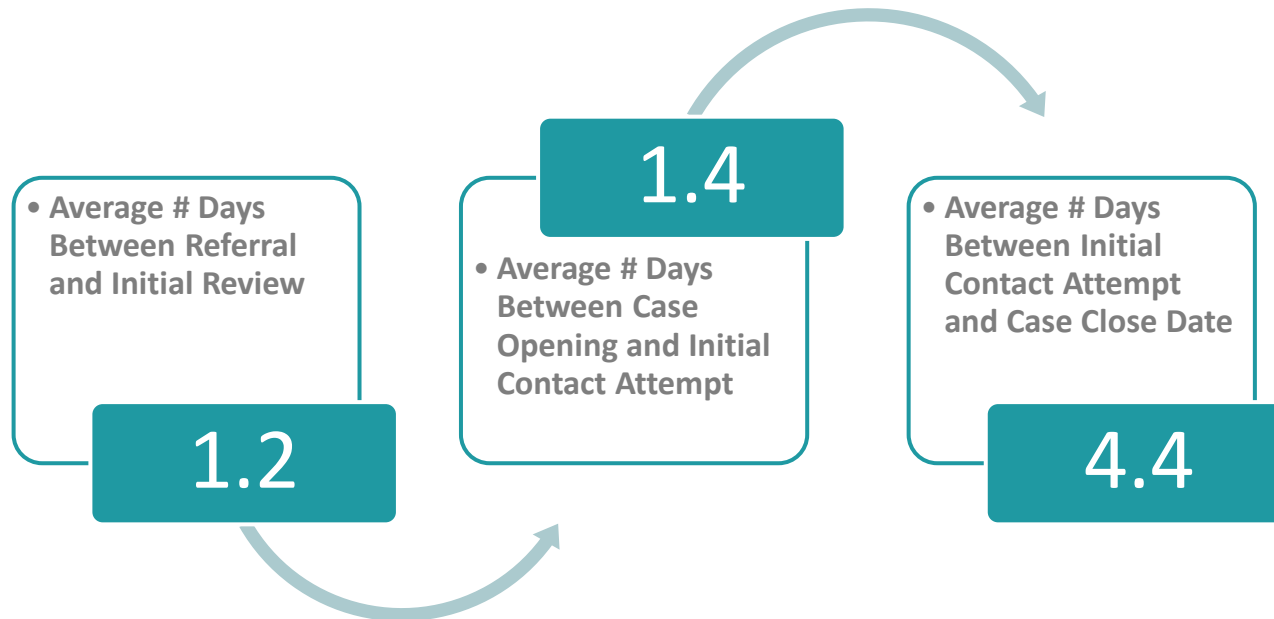 • Average # Days
Between Referral
and Initial Review
1.2
1.4
• Average # Days
Between Case
Opening and Initial
Contact Attempt
• Average # Days
Between Initial
Contact Attempt
and Case Close Date
4.4